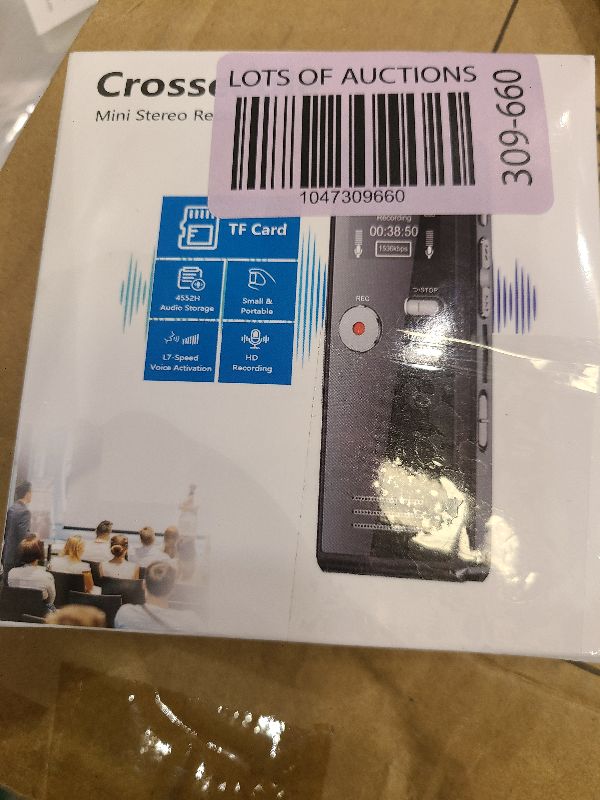 Crosso
LOTS OF AUCTIONS
309-660
Mini Stereo Re
1047309660
TF Card
4552H
Audio Storage
Small &
Portable
L7-Speed
Voice Activation
HD
Recording
Recording
00:38:50
1536kbps
REC
STOP